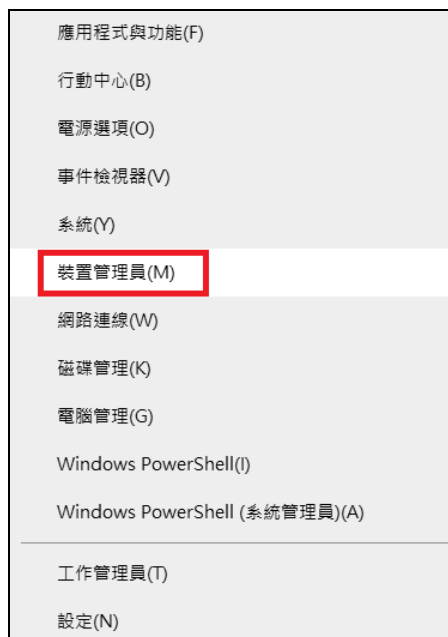 應用程式與功能(F)
行動中心(B)
電源選項(O)
事件檢視器(V)
系統(Y)
裝置管理員(M)
網路連線(W)
磁碟管理(K)
電腦管理(G)
Windows PowerShell(I)
Windows PowerShell (系統管理員)(A)
工作管理員(T)
設定(N)